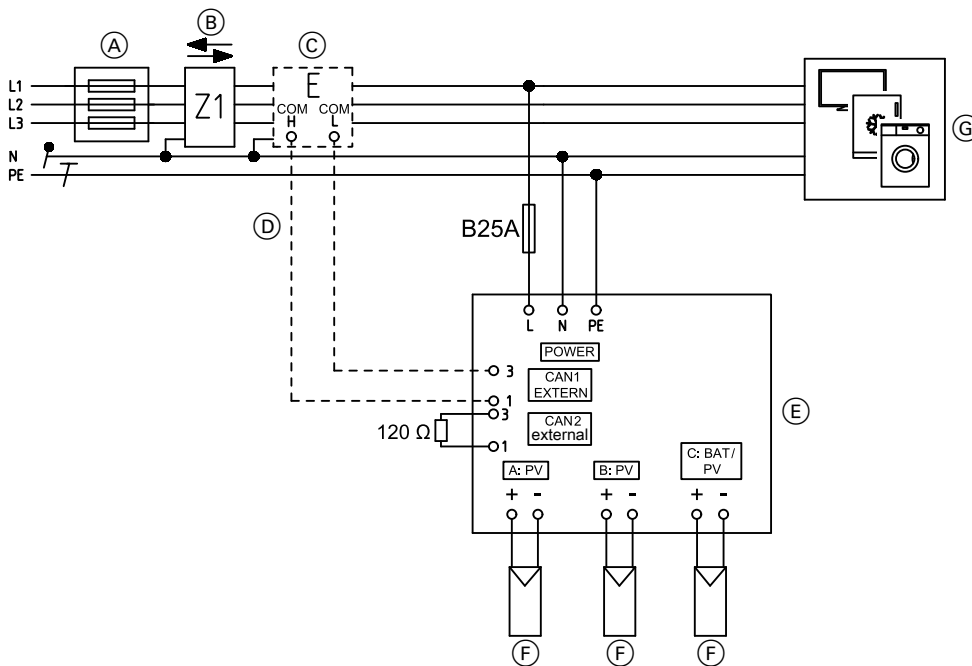 A
B
C
L1
L2
L3
N
PE
Z1
E
COM COM
H L
G
D
B25A
L N PE
POWER
3
CAN1
EXTERN
1
3
CAN2
external
120 Ω
1
E
A: PV
B: PV
C: BAT/
PV
+ - + - + -
F F F